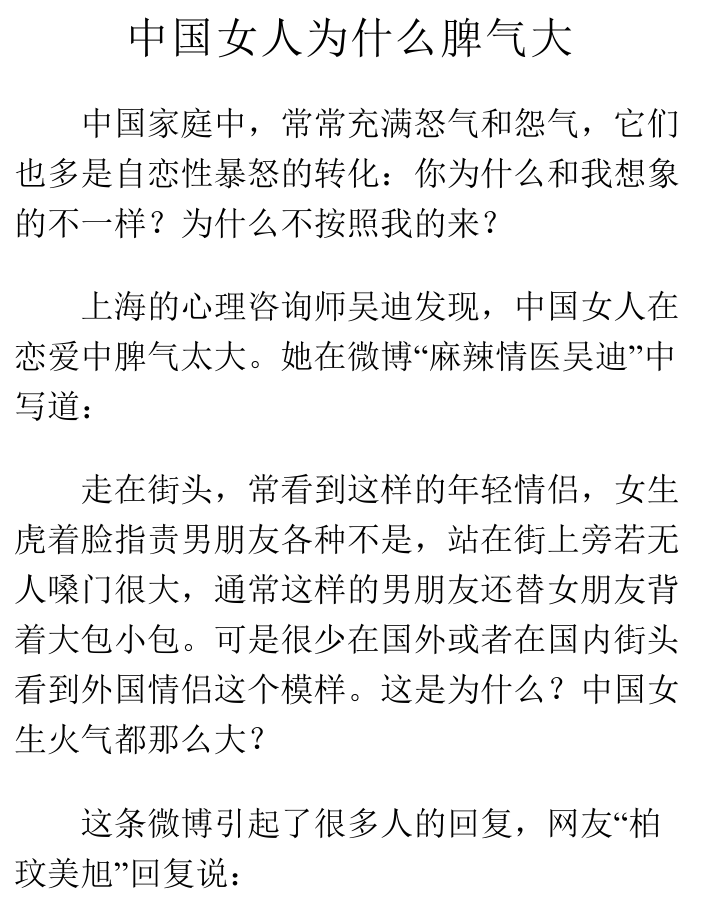 中国女人为什么脾气大
中国家庭中，常常充满怒气和怨气，它们
也多是自恋性暴怒的转化：你为什么和我想象
的不一样？为什么不按照我的来？
上海的心理咨询师吴迪发现，中国女人在
恋爱中脾气太大。她在微博“麻辣情医吴迪”中
写道：
走在街头，常看到这样的年轻情侣，女生
虎着脸指责男朋友各种不是，站在街上旁若无
人嗓门很大，通常这样的男朋友还替女朋友背
着大包小包。可是很少在国外或者在国内街头
看到外国情侣这个模样。这是为什么？中国女
生火气都那么大？
这条微博引起了很多人的回复，网友“柏
玟美旭”回复说：